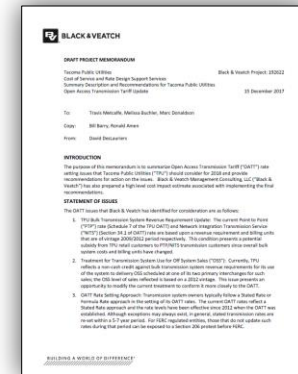 BLACK & VEATCH
DRAFT PROJECT MEMORANDUM
Tacoma Public Utilities Black & Veatch Project: 192622
Cost of Service and Rate Design Support Services
Summary Description and Recommendations for Tacoma Public Utilities
Open Access Transmission Tariff Update 15 December 2017
To: Travis Metcalfe, Melissa Buchler, Marc Donaldson
Copy: Bill Barry, Ronald Amen
From: David DesLauriers
INTRODUCTION
The purpose of this memorandum is to summarize Open Access Transmission Tariff ("OATT") rate
setting issues that Tacoma Public Utilities ("TPU") should consider for 2018 and provide
recommendations for action on the issues. Black & Veatch Management Consulting, LLC ("Black &
Veatch") has also prepared a high level cost impact estimate associated with implementing the final
recommendations.
STATEMENT OF ISSUES
The OATT issues that Black & Veatch has identified for consideration are as follows:
1. TPU Bulk Transmission System Revenue Requirement Update: The current Point to Point
("PTP") rate (Schedule 7 of the TPU OATT) and Network Integration Transmission Service
("NITS") (Section 34.1 of OATT) rate are based upon a revenue requirement and billing units
that are of vintage 2009/2012 period respectively. This condition presents a potential
subsidy from TPU retail customers to PTP/NITS transmission customers since overall bulk
system costs and billing units have changed.
2. Treatment for Transmission System Use for Off System Sales ("OSS"): Currently, TPU
reflects a non-cash credit against bulk transmission system revenue requirements for its use
of the system to delivery OSS scheduled at one of its two primary interchanges for such
sales; the OSS level of sales reflected is based on a 2012 vintage. This issue presents an
opportunity to modify the current treatment to conform it more closely to the OATT.
3. OATT Rate Setting Approach: Transmission system owners typically follow a Stated Rate or
Formula Rate approach in the setting of its OATT rates. The current OATT rates reflect a
Stated Rate approach and the rate levels have been effective since 2012 when the OATT was
established. Although exceptions may always exist, in general, stated transmission rates are
re-set within a 5-7 year period. For FERC regulated entities, those that do not update such
rates during that period can be exposed to a Section 206 protest before FERC.
BUILDING A WORLD OF DIFFERENCE